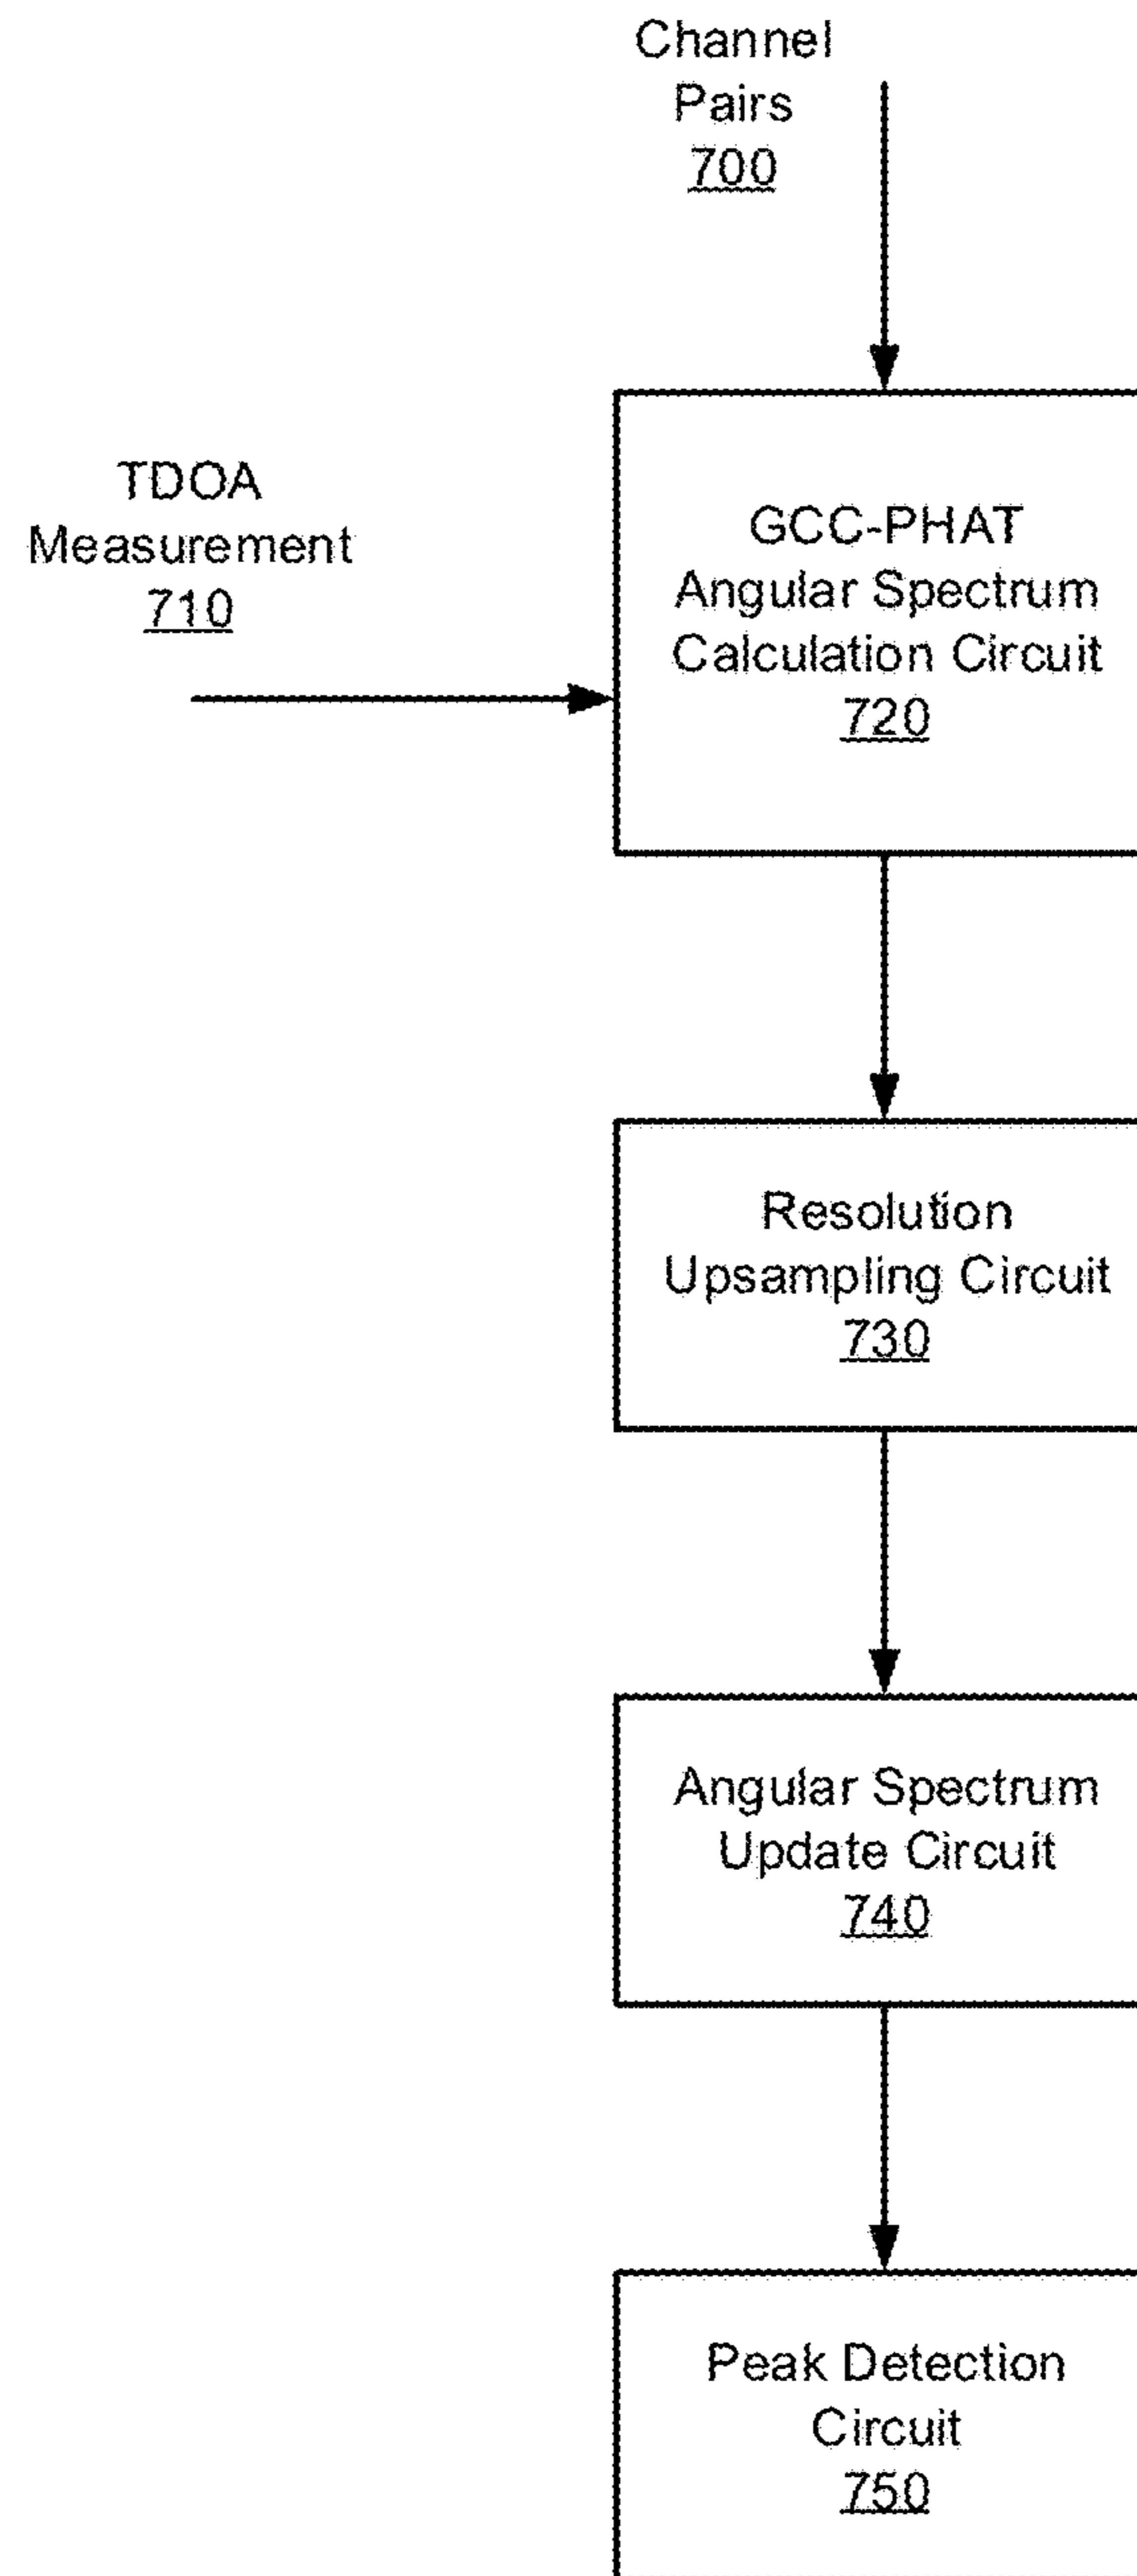 Channel
Pairs
700
TDOA
Measurement
710
GCC-PHAT
Angular Spectrum
Calculation Circuit
720
Resolution
Upsampling Circuit
730
Angular Spectrum
Update Circuit
740
Peak Detection
Circuit
750